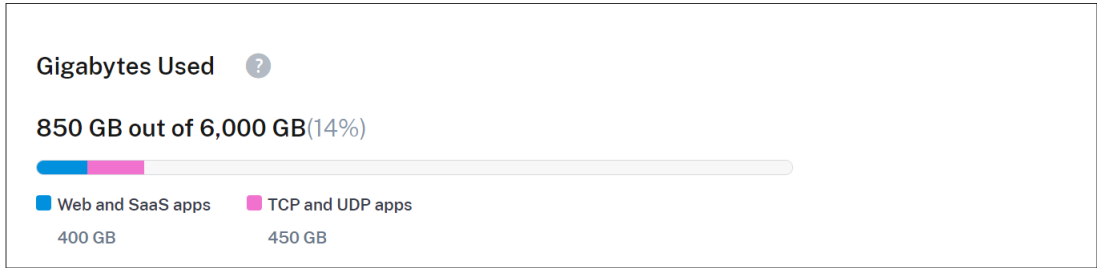 Gigabytes Used ?
850 GB out of 6,000 GB(14%)
Web and SaaS apps TCP and UDP apps
400 GB 450 GB